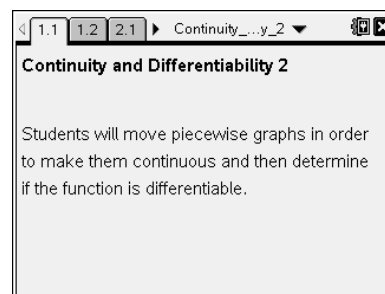 1.1 1.2 2.1 Continuity_...y_2
Continuity and Differentiability 2
Students will move piecewise graphs in order
to make them continuous and then determine
if the function is differentiable.